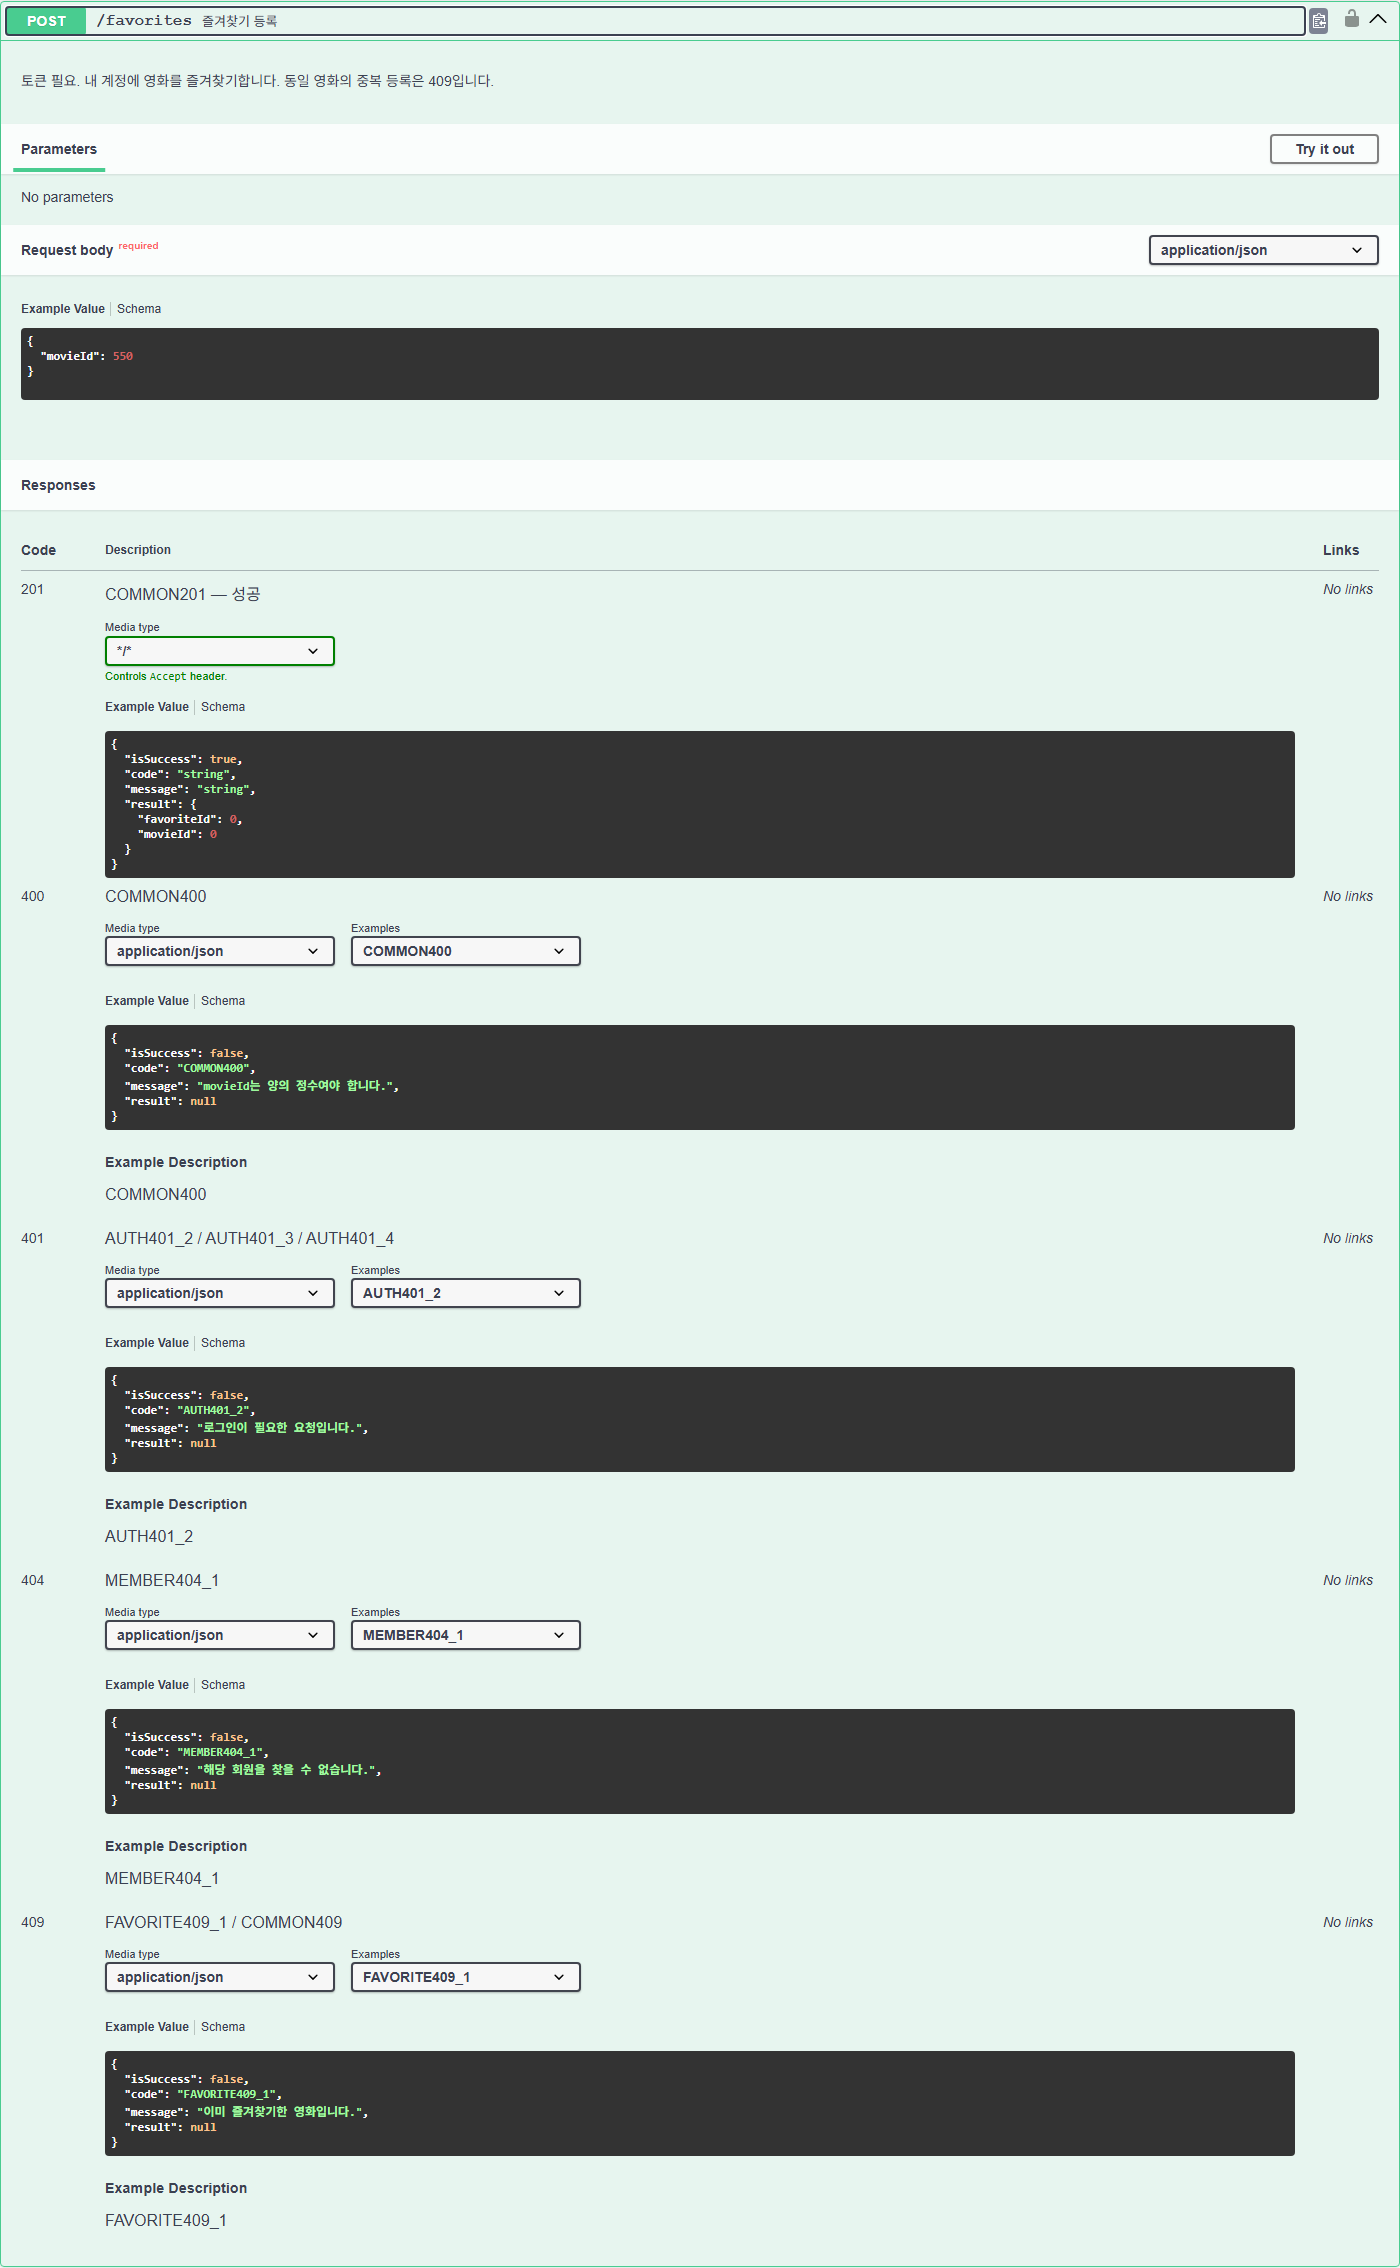 POST /favorites 즐겨찾기 등록
토큰 필요. 내 계정에 영화를 즐겨찾기합니다. 동일 영화의 중복 등록은 409입니다.
Parameters
Try it out
No parameters
Request body required
application/json
Example Value | Schema
{
  "movieId": 550
}
Responses
Code Description Links
201 COMMON201 — 성공 No links
Media type
*/*
Controls Accept header.
Example Value | Schema
{
  "isSuccess": true,
  "code": "string",
  "message": "string",
  "result": {
    "favoriteId": 0,
    "movieId": 0
  }
}
400 COMMON400 No links
Media type Examples
application/json COMMON400
Example Value | Schema
{
  "isSuccess": false,
  "code": "COMMON400",
  "message": "movieId는 양의 정수여야 합니다.",
  "result": null
}
Example Description
COMMON400
401 AUTH401_2 / AUTH401_3 / AUTH401_4 No links
Media type Examples
application/json AUTH401_2
Example Value | Schema
{
  "isSuccess": false,
  "code": "AUTH401_2",
  "message": "로그인이 필요한 요청입니다.",
  "result": null
}
Example Description
AUTH401_2
404 MEMBER404_1 No links
Media type Examples
application/json MEMBER404_1
Example Value | Schema
{
  "isSuccess": false,
  "code": "MEMBER404_1",
  "message": "해당 회원을 찾을 수 없습니다.",
  "result": null
}
Example Description
MEMBER404_1
409 FAVORITE409_1 / COMMON409 No links
Media type Examples
application/json FAVORITE409_1
Example Value | Schema
{
  "isSuccess": false,
  "code": "FAVORITE409_1",
  "message": "이미 즐겨찾기한 영화입니다.",
  "result": null
}
Example Description
FAVORITE409_1